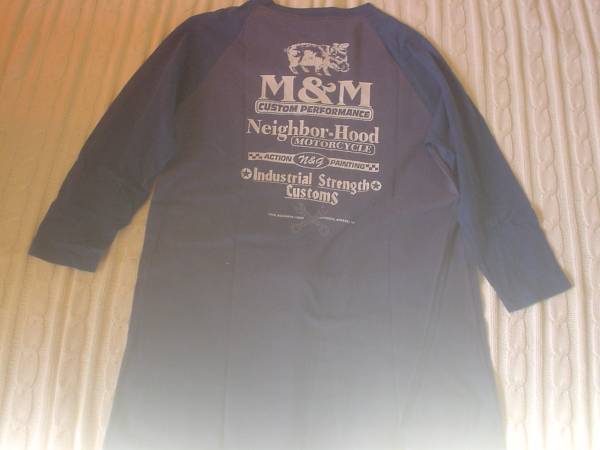 M&M
CUSTOM PERFORMANCE
Neighbor-Hood
MOTORCYCLE
ACTION N&G PAINTING
Industrial Strength
Customs